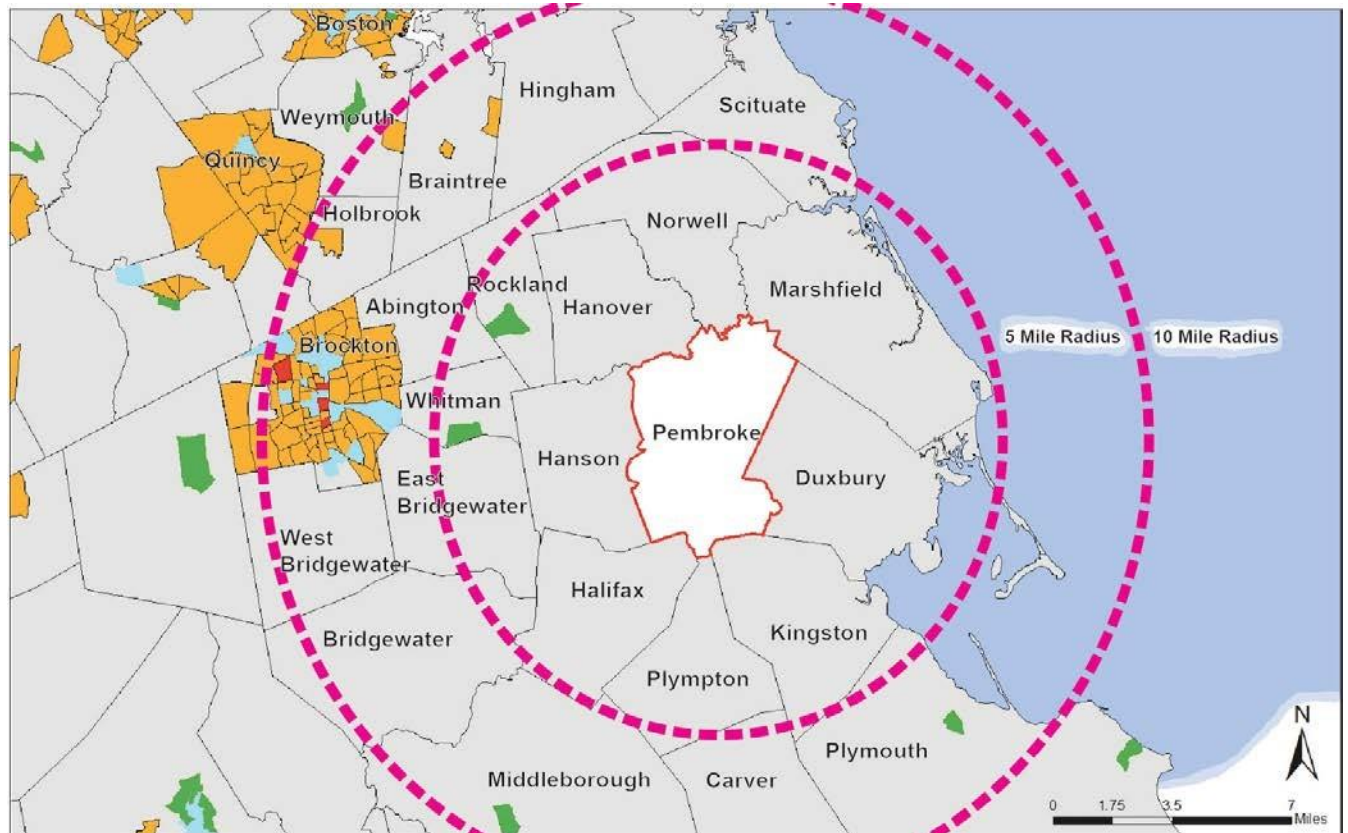 Boston
Hingham
Scituate
Weymouth
Quincy
Braintree
Holbrook
Norwell
Rockland
Abington
Hanover
Marshfield
5 Mile Radius
10 Mile Radius
Brockton
Whitman
Pembroke
Hanson
Duxbury
East
Bridgewater
West
Bridgewater
Halifax
Bridgewater
Kingston
Plympton
Plymouth
Middleborough
Carver
N
0 1.75 3.5 7
Miles